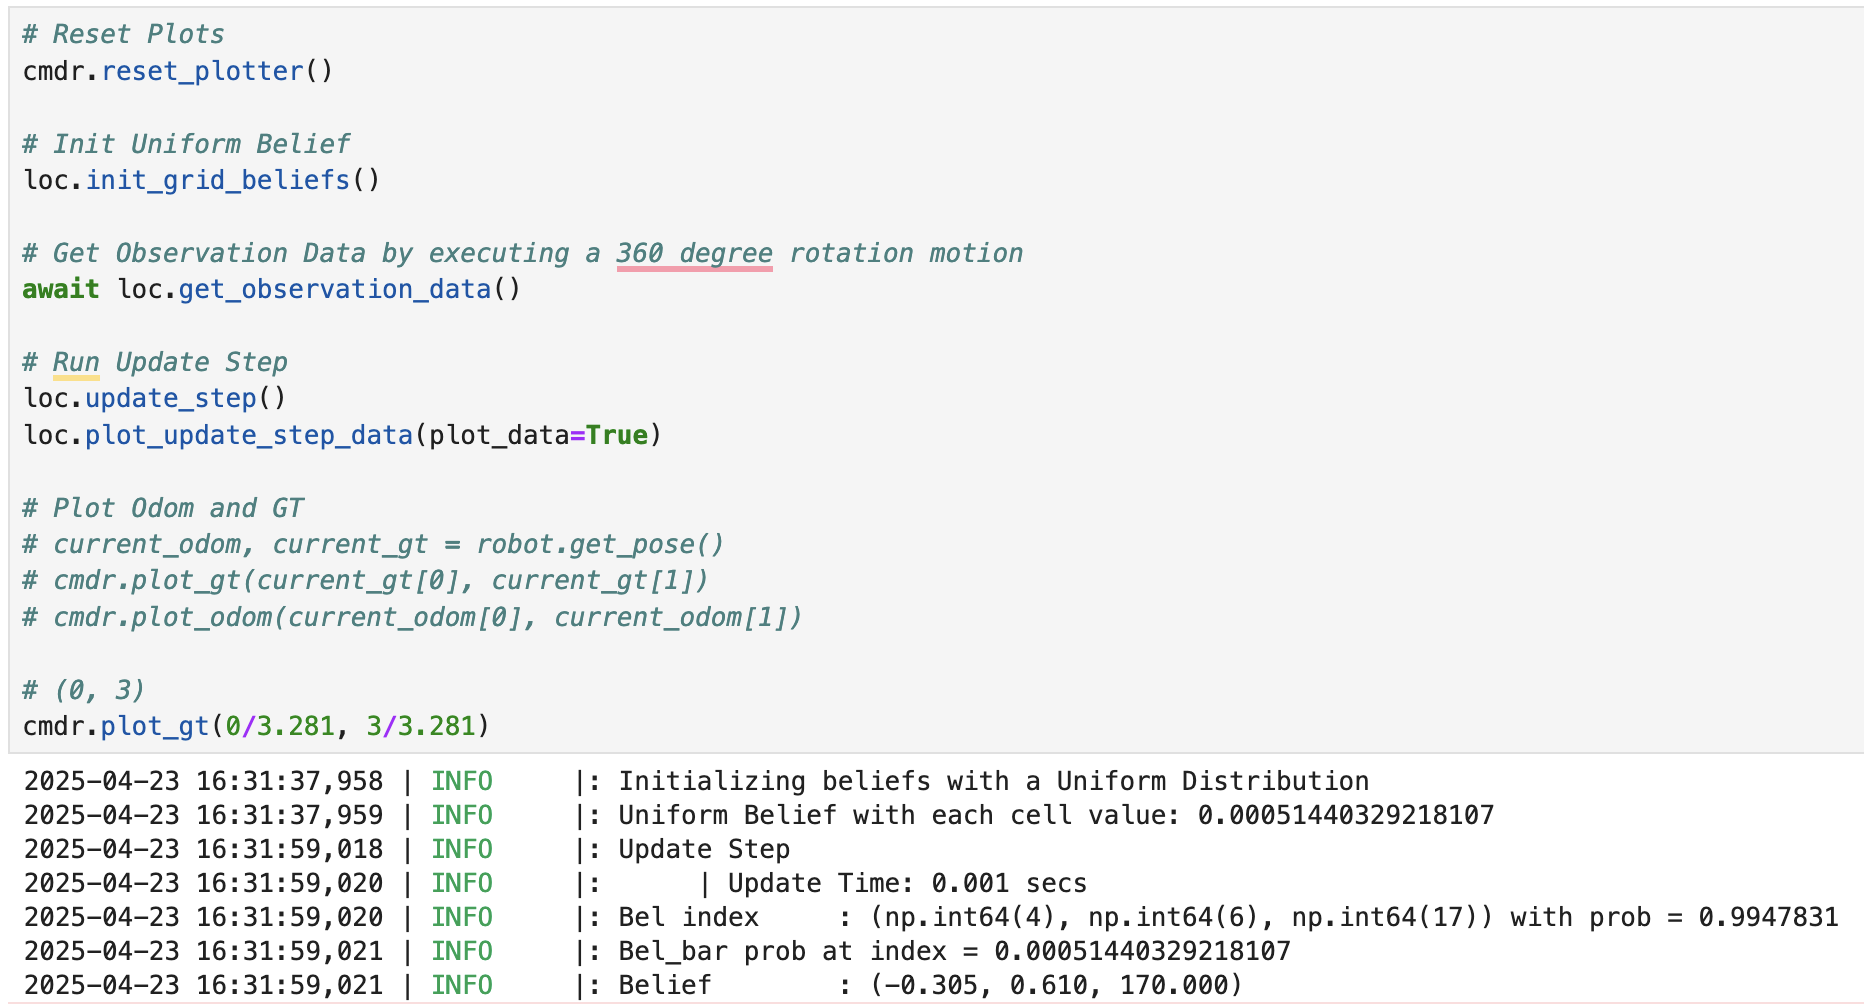 # Reset Plots
cmdr.reset_plotter()
# Init Uniform Belief
loc.init_grid_beliefs()
# Get Observation Data by executing a 360 degree rotation motion
await loc.get_observation_data()
# Run Update Step
loc.update_step()
loc.plot_update_step_data(plot_data=True)
# Plot Odom and GT
# current_odom, current_gt = robot.get_pose()
# cmdr.plot_gt(current_gt[0], current_gt[1])
# cmdr.plot_odom(current_odom[0], current_odom[1])
# (0, 3)
cmdr.plot_gt(0/3.281, 3/3.281)
2025-04-23 16:31:37,958 | INFO     |: Initializing beliefs with a Uniform Distribution
2025-04-23 16:31:37,959 | INFO     |: Uniform Belief with each cell value: 0.00051440329218107
2025-04-23 16:31:59,018 | INFO     |: Update Step
2025-04-23 16:31:59,020 | INFO     |:      | Update Time: 0.001 secs
2025-04-23 16:31:59,020 | INFO     |: Bel index     : (np.int64(4), np.int64(6), np.int64(17)) with prob = 0.9947831
2025-04-23 16:31:59,021 | INFO     |: Bel_bar prob at index = 0.00051440329218107
2025-04-23 16:31:59,021 | INFO     |: Belief        : (-0.305, 0.610, 170.000)